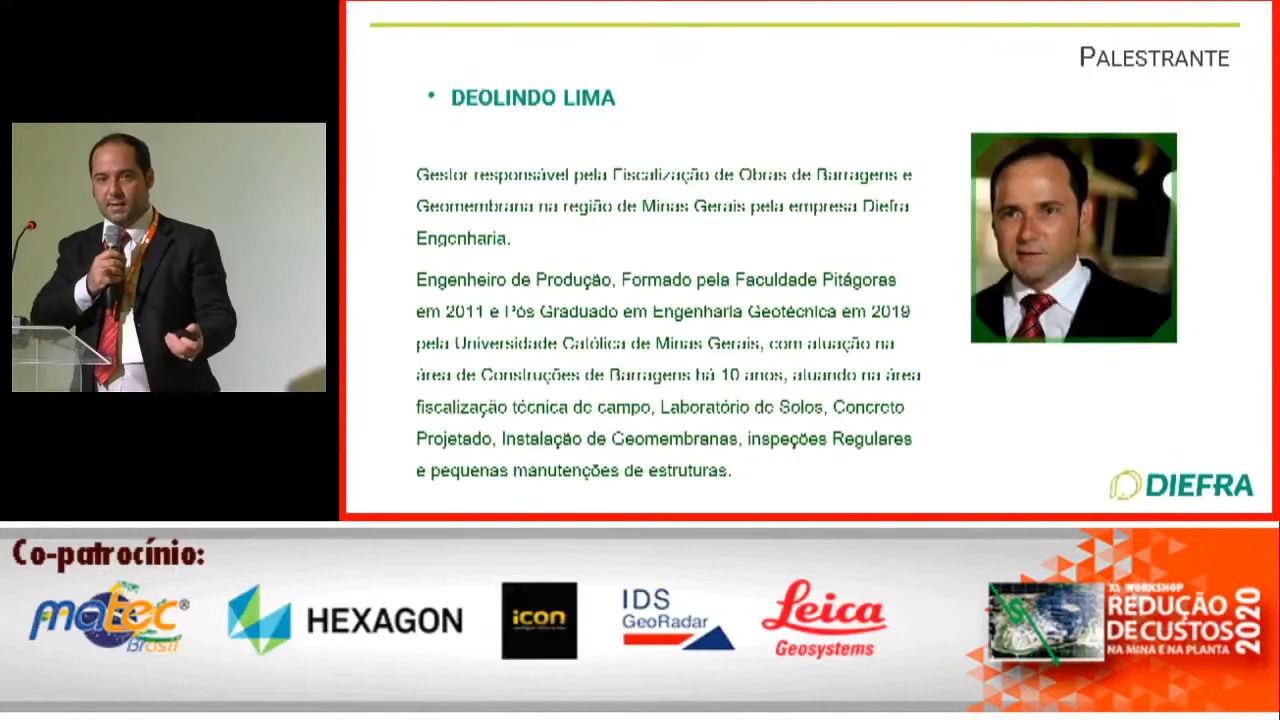 PALESTRANTE
• DEOLINDO LIMA
Gestor responsável pela Fiscalização de Obras de Barragens e
Geomembrana na região de Minas Gerais pela empresa Diefra
Engenharia.
Engenheiro de Produção, Formado pela Faculdade Pitágoras
em 2011 e Pós Graduado em Engenharia Geotécnica em 2019
pela Universidade Católica de Minas Gerais, com atuação na
área de Construções de Barragens há 10 anos, atuando na área
fiscalização técnica de campo, Laboratório de Solos, Concreto
Projetado, Instalação de Geomembranas, inspeções Regulares
e pequenas manutenções de estruturas.
DIEFRA
Co-patrocínio:
matec®
Brasil
HEXAGON
icon
IDS
GeoRadar
Leica
Geosystems
XI WORKSHOP
REDUÇÃO
DE CUSTOS
NA MINA E NA PLANTA
2020